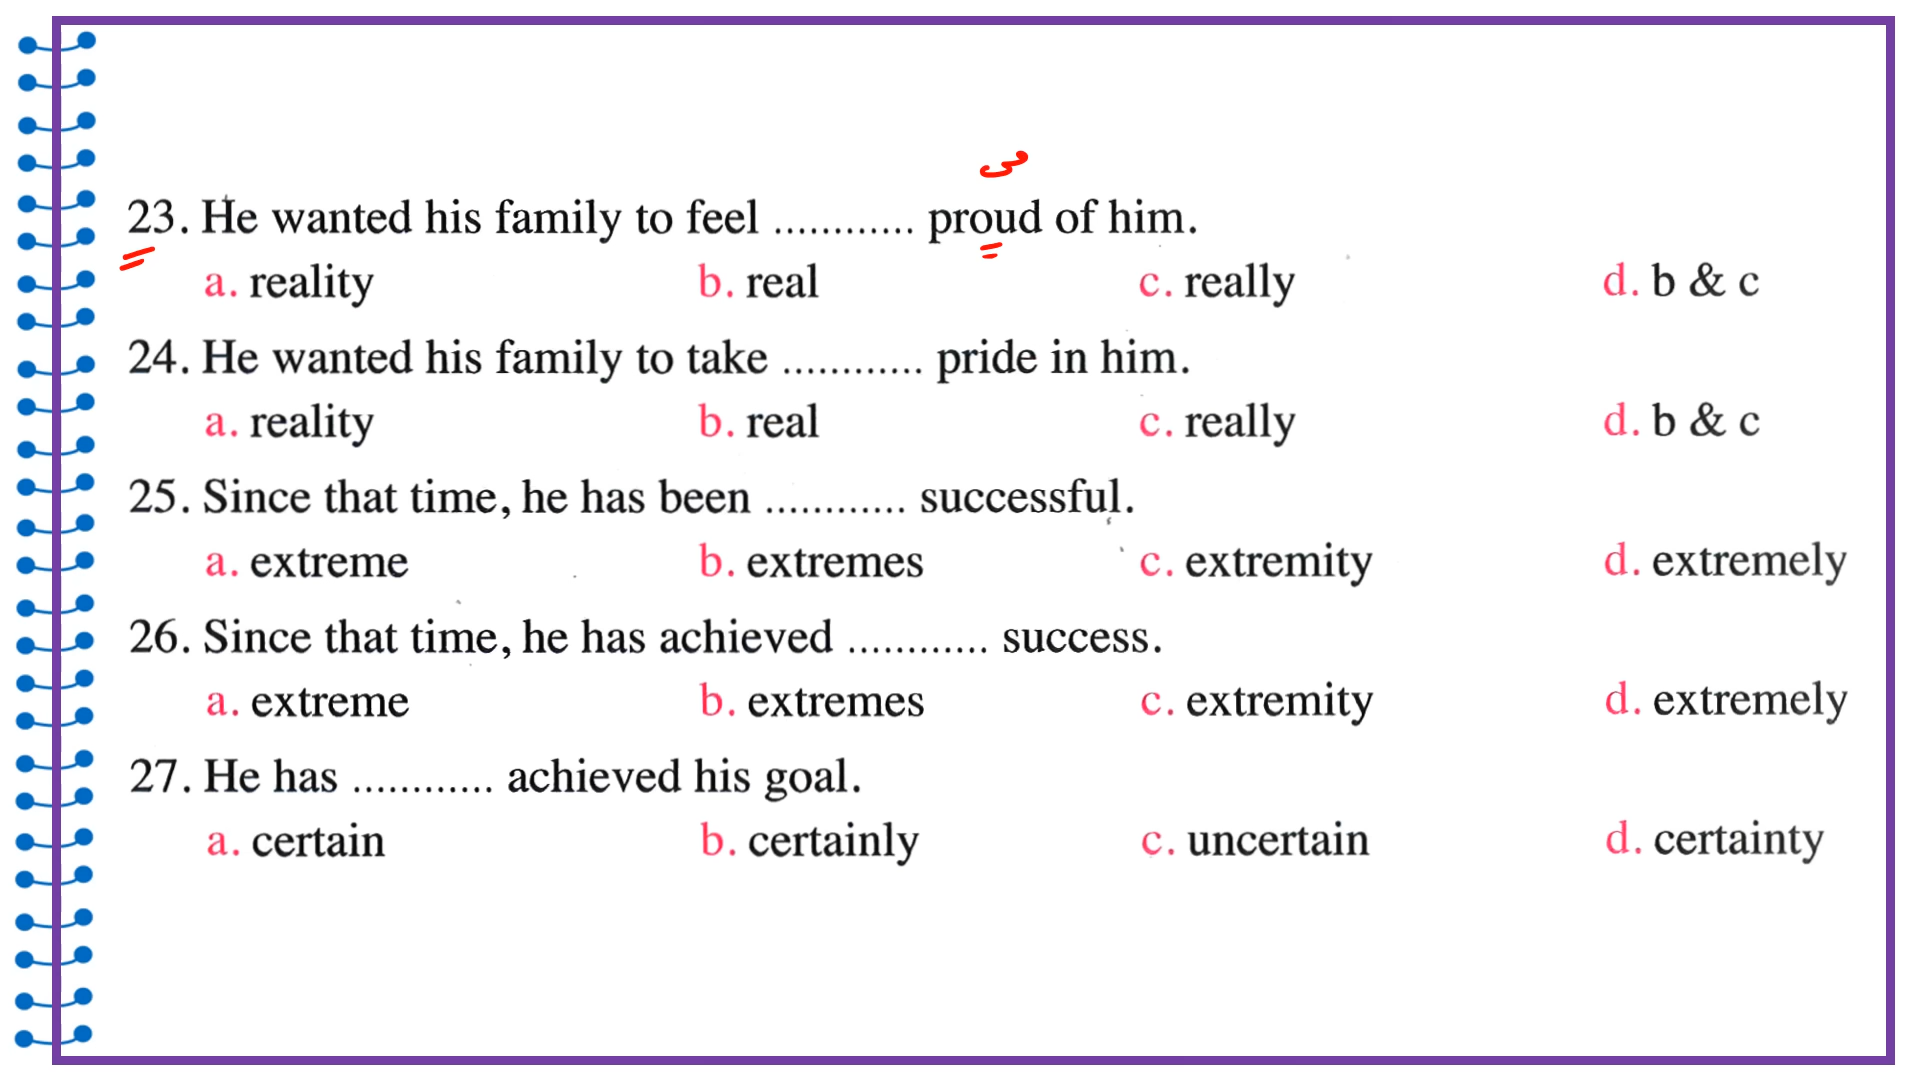 23. He wanted his family to feel ............ proud of him.
a. reality b. real c. really d. b & c
24. He wanted his family to take ............ pride in him.
a. reality b. real c. really d. b & c
25. Since that time, he has been ............ successful.
a. extreme b. extremes c. extremity d. extremely
26. Since that time, he has achieved ............ success.
a. extreme b. extremes c. extremity d. extremely
27. He has ............ achieved his goal.
a. certain b. certainly c. uncertain d. certainty